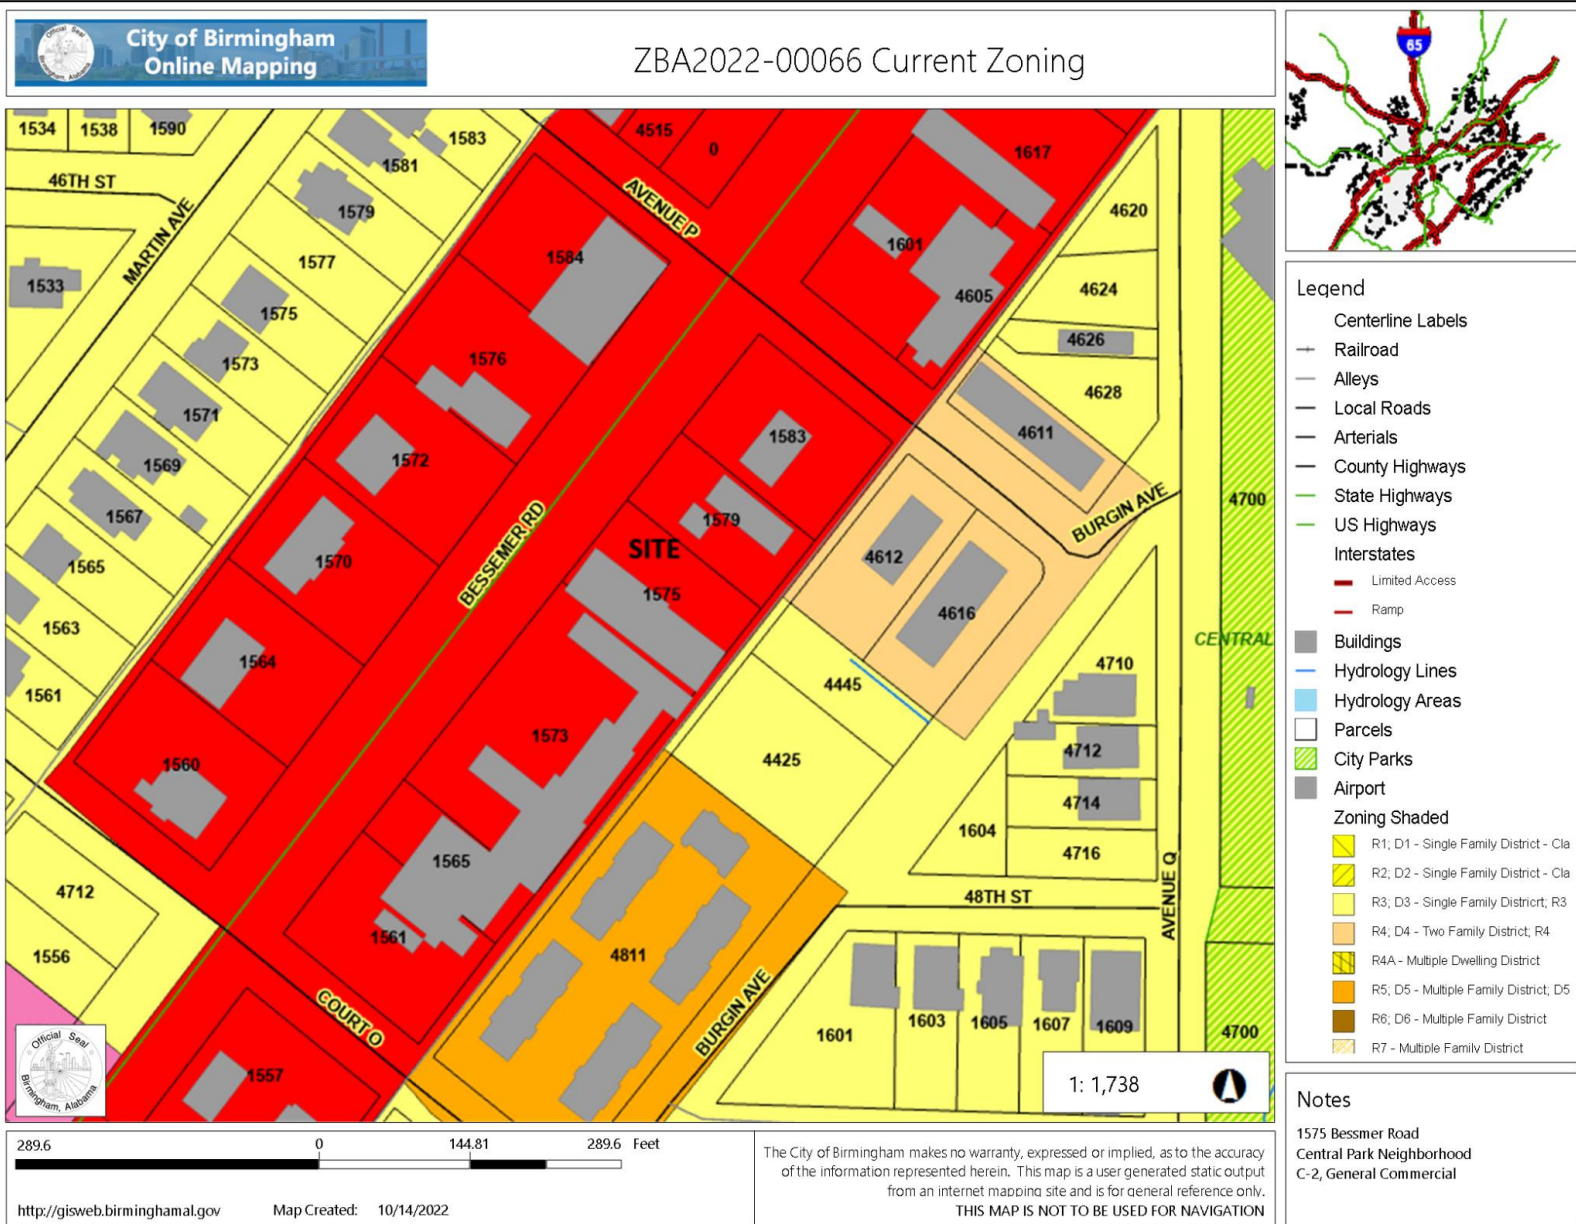 City of Birmingham
Online Mapping
ZBA2022-00066 Current Zoning
65
1534
1538
1590
1583
1581
46TH ST
1579
MARTIN AVE
1577
1533
1575
1573
1571
1569
1567
1565
1563
1561
4515
0
1617
AVENUE P
1584
1601
4605
4620
4624
4626
4628
1576
1572
1583
4611
1570
1579
BESSEMER RD
SITE
1575
4612
4616
BURGIN AVE
4700
CENTRAL
1564
4445
4710
1573
4712
4425
1560
4714
1604
4716
1565
4712
48TH ST
AVENUE Q
1561
4811
1556
COURT O
BURGIN AVE
1601
1603
1605
1607
1609
4700
1557
Official Seal
Birmingham, Alabama
1: 1,738
Legend
Centerline Labels
Railroad
Alleys
Local Roads
Arterials
County Highways
State Highways
US Highways
Interstates
Limited Access
Ramp
Buildings
Hydrology Lines
Hydrology Areas
Parcels
City Parks
Airport
Zoning Shaded
R1; D1 - Single Family District - Cla
R2; D2 - Single Family District - Cla
R3; D3 - Single Family Districrt; R3
R4; D4 - Two Family District; R4
R4A - Multiple Dwelling District
R5; D5 - Multiple Family District; D5
R6; D6 - Multiple Family District
R7 - Multiple Family District
Notes
1575 Bessmer Road
Central Park Neighborhood
C-2, General Commercial
289.6 0 144.81 289.6 Feet
http://gisweb.birminghamal.gov Map Created: 10/14/2022
The City of Birmingham makes no warranty, expressed or implied, as to the accuracy
of the information represented herein. This map is a user generated static output
from an internet mapping site and is for general reference only.
THIS MAP IS NOT TO BE USED FOR NAVIGATION